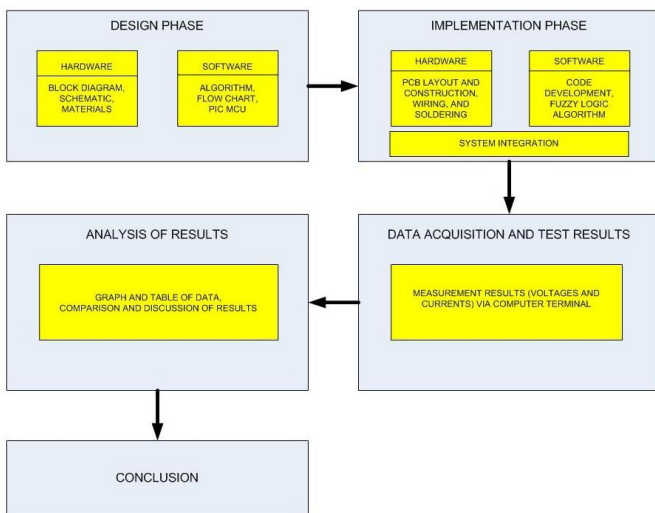 DESIGN PHASE
HARDWARE
BLOCK DIAGRAM,
SCHEMATIC,
MATERIALS
SOFTWARE
ALGORITHM,
FLOW CHART,
PIC MCU
IMPLEMENTATION PHASE
HARDWARE
PCB LAYOUT AND
CONSTRUCTION,
WIRING, AND
SOLDERING
SOFTWARE
CODE
DEVELOPMENT,
FUZZY LOGIC
ALGORITHM
SYSTEM INTEGRATION
DATA ACQUISITION AND TEST RESULTS
MEASUREMENT RESULTS (VOLTAGES AND
CURRENTS) VIA COMPUTER TERMINAL
ANALYSIS OF RESULTS
GRAPH AND TABLE OF DATA,
COMPARISON AND DISCUSSION OF RESULTS
CONCLUSION